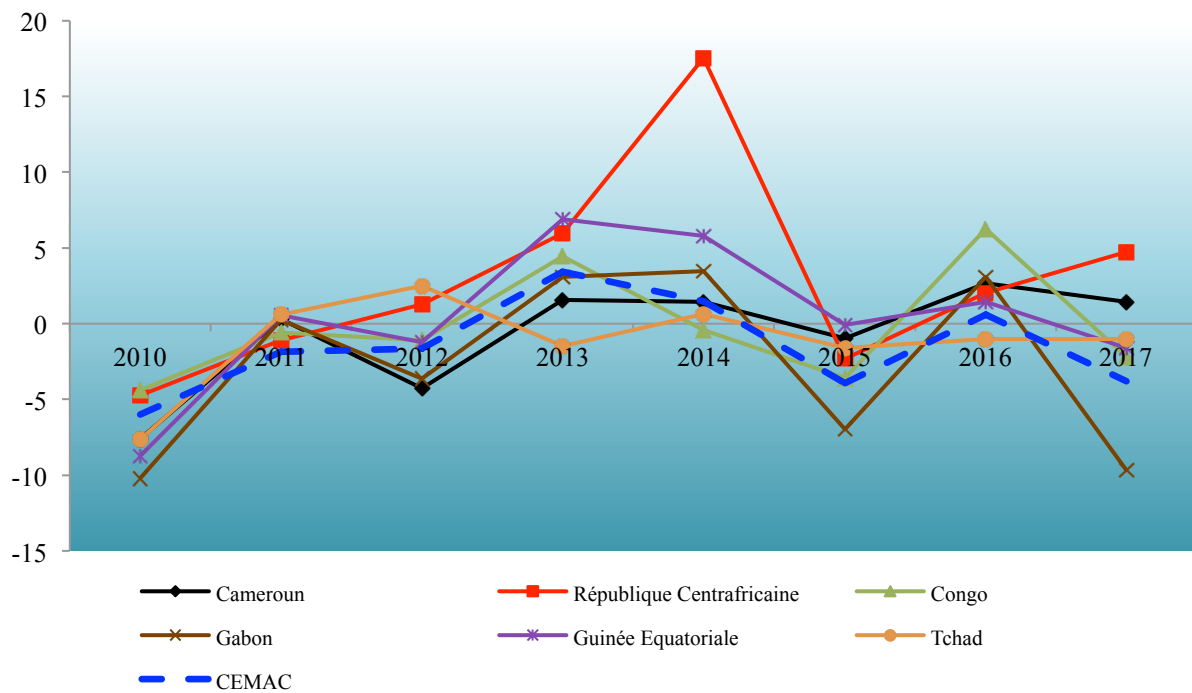 20
15
10
5
0
2010 2011 2012 2013 2014 2015 2016 2017
-5
-10
-15
Cameroun République Centrafricaine Congo
Gabon Guinée Equatoriale Tchad
CEMAC